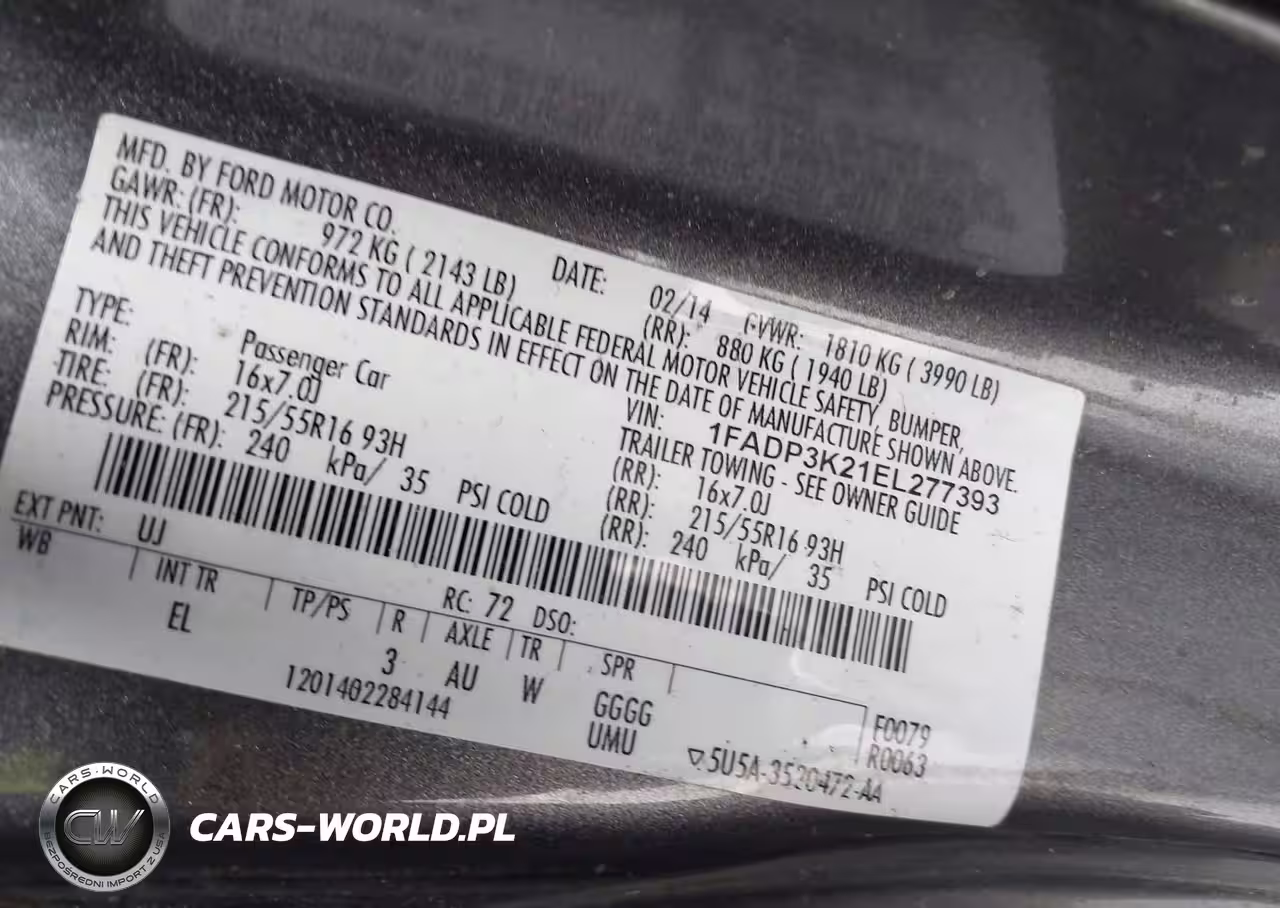 MFD. BY FORD MOTOR CO. DATE: 02/14 GVWR: 1810 KG ( 3990 LB)
GAWR: (FR): 972 KG ( 2143 LB) (RR): 880 KG ( 1940 LB)
THIS VEHICLE CONFORMS TO ALL APPLICABLE FEDERAL MOTOR VEHICLE SAFETY, BUMPER,
AND THEFT PREVENTION STANDARDS IN EFFECT ON THE DATE OF MANUFACTURE SHOWN ABOVE.
VIN: 1FADP3K21EL277393
TYPE: Passenger Car TRAILER TOWING - SEE OWNER GUIDE
RIM: (FR): 16x7.0J (RR): 16x7.0J
TIRE: (FR): 215/55R16 93H (RR): 215/55R16 93H
PRESSURE: (FR): 240 kPa/ 35 PSI COLD (RR): 240 kPa/ 35 PSI COLD
EXT PNT: UJ RC: 72 DSO:
WB INT TR TP/PS R AXLE TR SPR
EL 3 AU W GGGG F0079
1201402284144 UMU R0063
▽5U5A-3520472-AA
CARS-WORLD
CW
BEZPOŚREDNI IMPORT Z USA
CARS-WORLD.PL